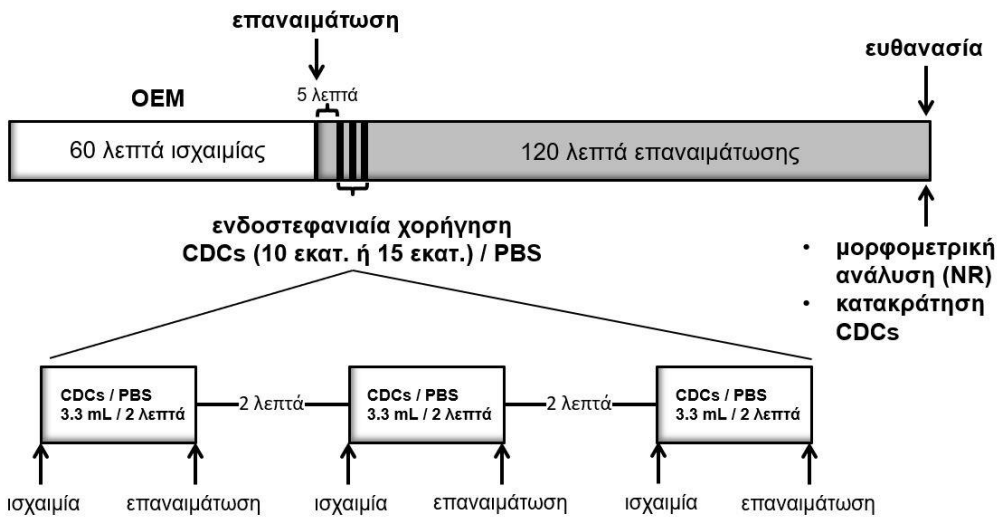 επαναιμάτωση
ευθανασία
ΟΕΜ
5 λεπτά
60 λεπτά ισχαιμίας
120 λεπτά επαναιμάτωσης
ενδοστεφανιαία χορήγηση
CDCs (10 εκατ. ή 15 εκατ.) / PBS
• μορφομετρική
ανάλυση (NR)
• κατακράτηση
CDCs
CDCs / PBS
3.3 mL / 2 λεπτά
2 λεπτά
CDCs / PBS
3.3 mL / 2 λεπτά
2 λεπτά
CDCs / PBS
3.3 mL / 2 λεπτά
ισχαιμία
επαναιμάτωση
ισχαιμία
επαναιμάτωση
ισχαιμία
επαναιμάτωση